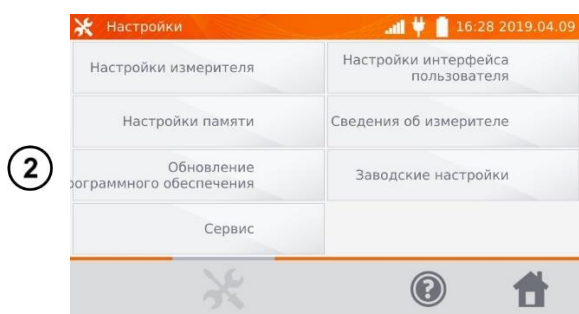 Настройки 16:28 2019.04.09
Настройки измерителя
Настройки интерфейса
пользователя
Настройки памяти
Сведения об измерителе
2
Обновление
ограммного обеспечения
Заводские настройки
Сервис
?